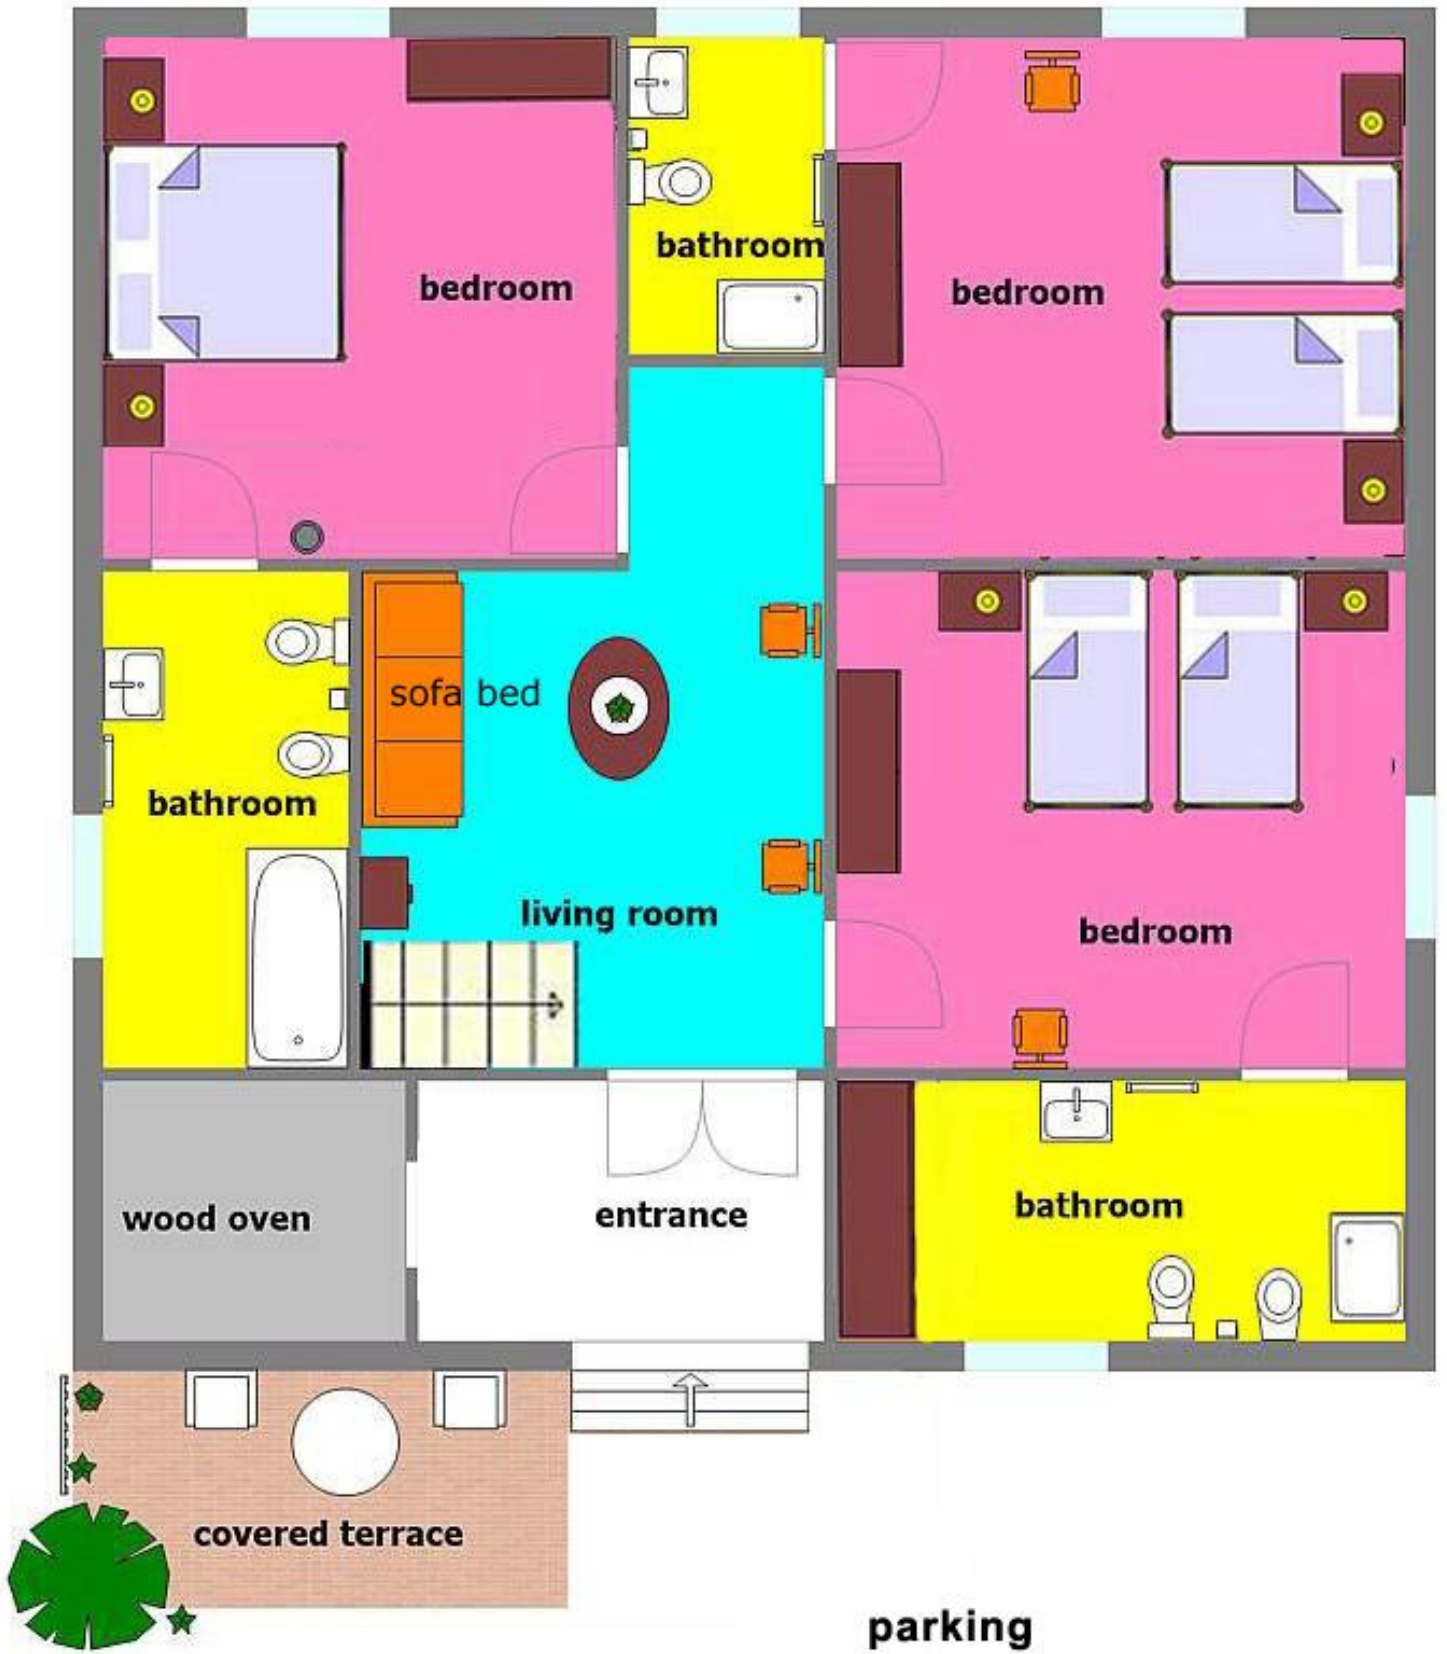 bathroom
bedroom
bedroom
sofa bed
bathroom
living room
bedroom
bathroom
wood oven
entrance
covered terrace
parking